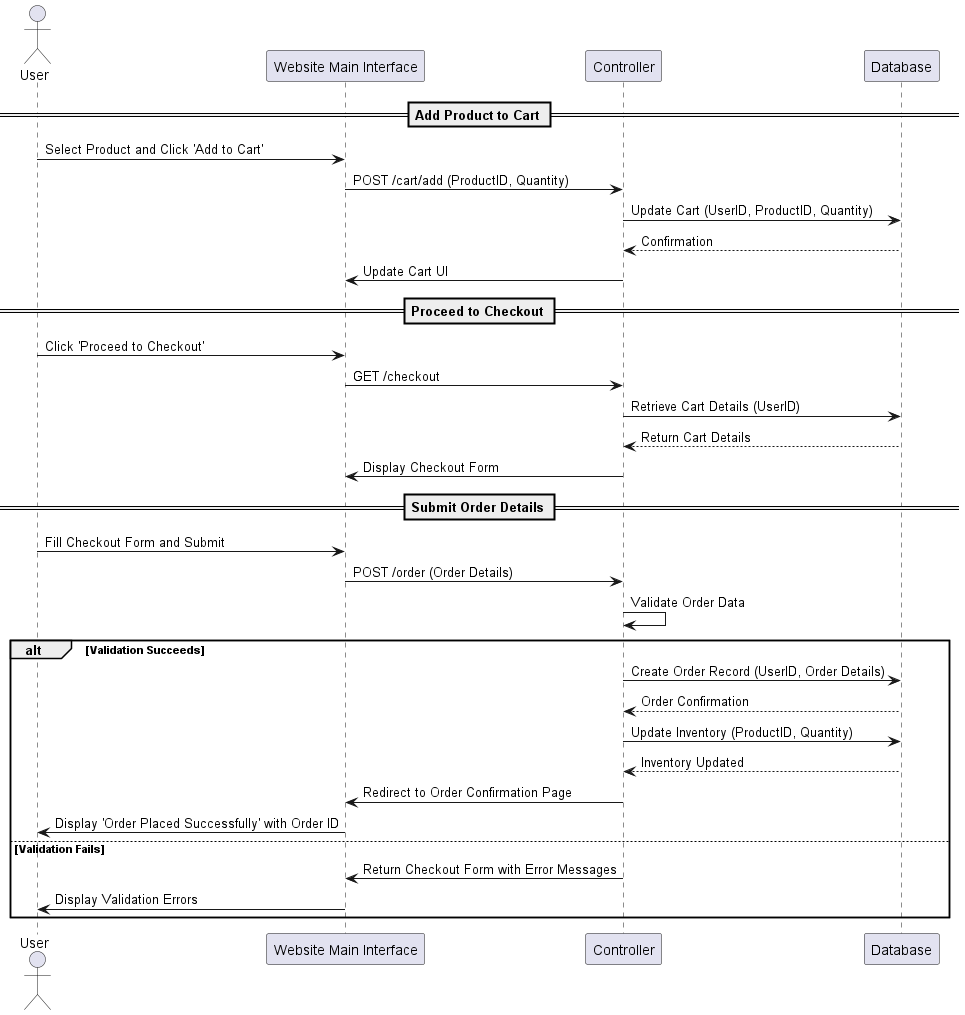 User
Website Main Interface
Controller
Database
Add Product to Cart
Select Product and Click 'Add to Cart'
POST /cart/add (ProductID, Quantity)
Update Cart (UserID, ProductID, Quantity)
Confirmation
Update Cart UI
Proceed to Checkout
Click 'Proceed to Checkout'
GET /checkout
Retrieve Cart Details (UserID)
Return Cart Details
Display Checkout Form
Submit Order Details
Fill Checkout Form and Submit
POST /order (Order Details)
Validate Order Data
alt
[Validation Succeeds]
Create Order Record (UserID, Order Details)
Order Confirmation
Update Inventory (ProductID, Quantity)
Inventory Updated
Redirect to Order Confirmation Page
Display 'Order Placed Successfully' with Order ID
[Validation Fails]
Return Checkout Form with Error Messages
Display Validation Errors
User
Website Main Interface
Controller
Database